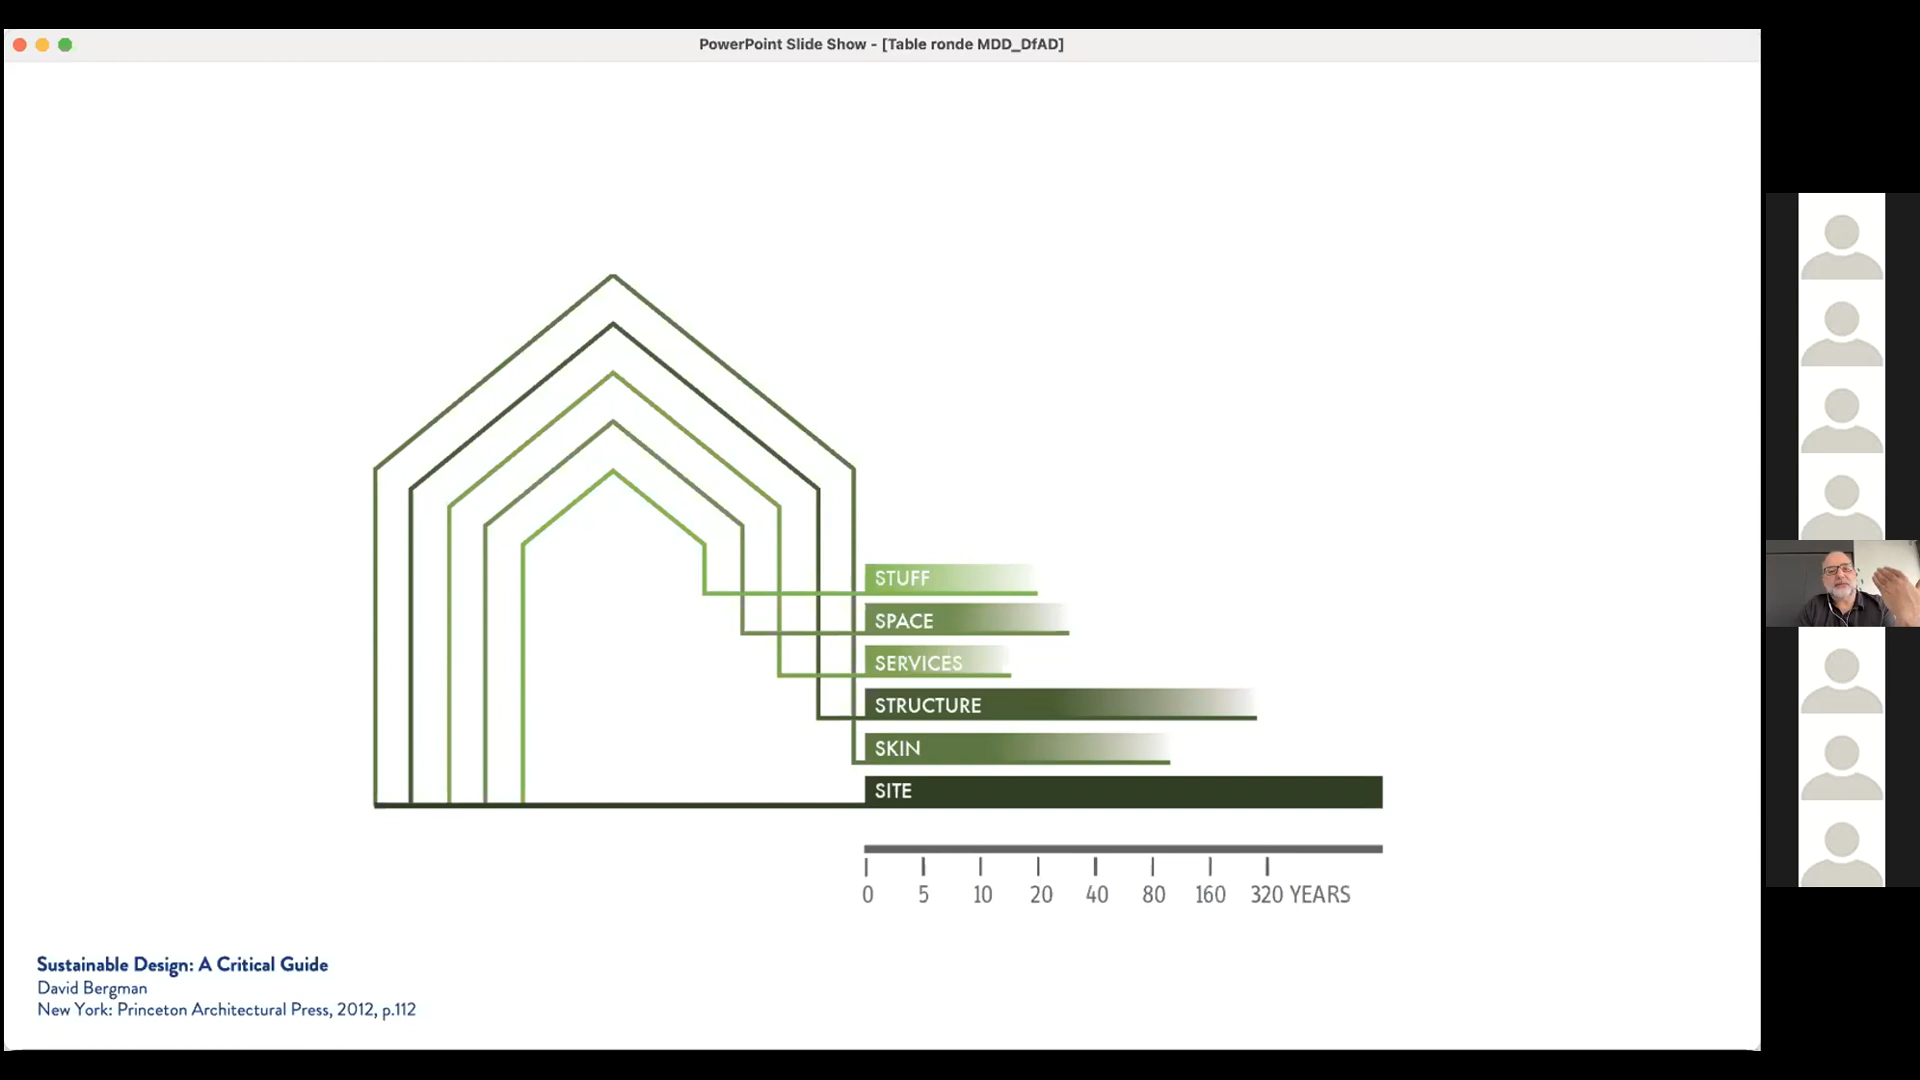 PowerPoint Slide Show - [Table ronde MDD_DfAD]
STUFF
SPACE
SERVICES
STRUCTURE
SKIN
SITE
0 5 10 20 40 80 160 320 YEARS
Sustainable Design: A Critical Guide
David Bergman
New York: Princeton Architectural Press, 2012, p.112